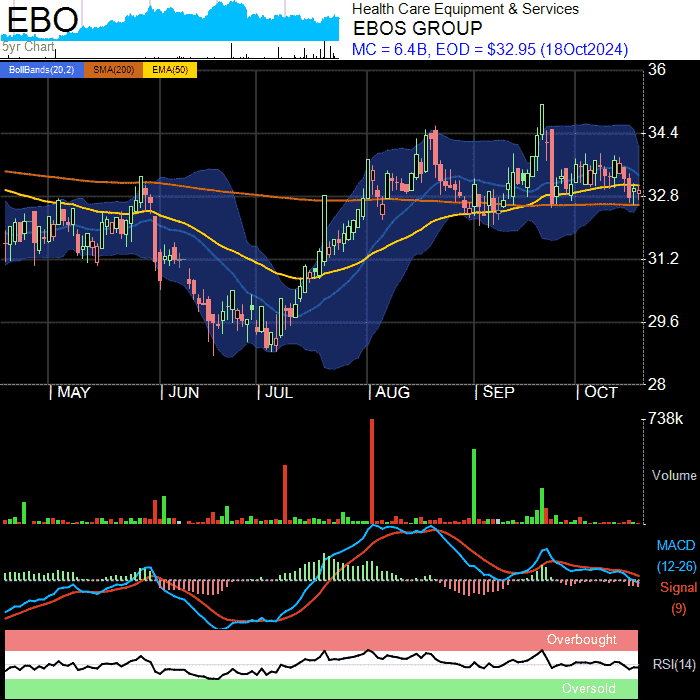 EBO
5yr Chart
Health Care Equipment & Services
EBOS GROUP
MC = 6.4B, EOD = $32.95 (18Oct2024)
BollBands(20,2) SMA(200) EMA(50)
36
34.4
32.8
31.2
29.6
28
MAY JUN JUL AUG SEP OCT
738k
Volume
MACD
(12-26)
Signal
(9)
Overbought
RSI(14)
Oversold